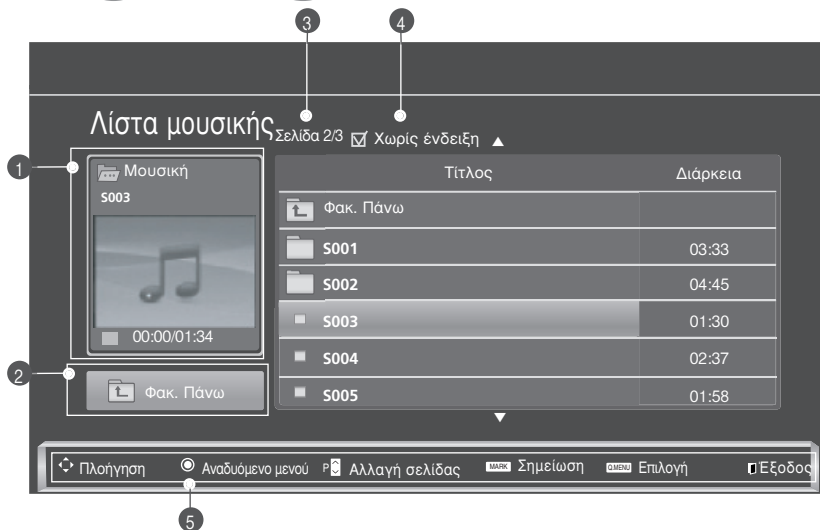 3
4
Λίστα μουσικής
Σελίδα 2/3 Χωρίς ένδειξη
1
Μουσική
S003
00:00/01:34
2
Φακ. Πάνω
Τίτλος Διάρκεια
Φακ. Πάνω
S001 03:33
S002 04:45
S003 01:30
S004 02:37
S005 01:58
Πλοήγηση Αναδυόμενο μενού P Αλλαγή σελίδας MARK Σημείωση Q.MENU Επιλογή Έξοδος
5